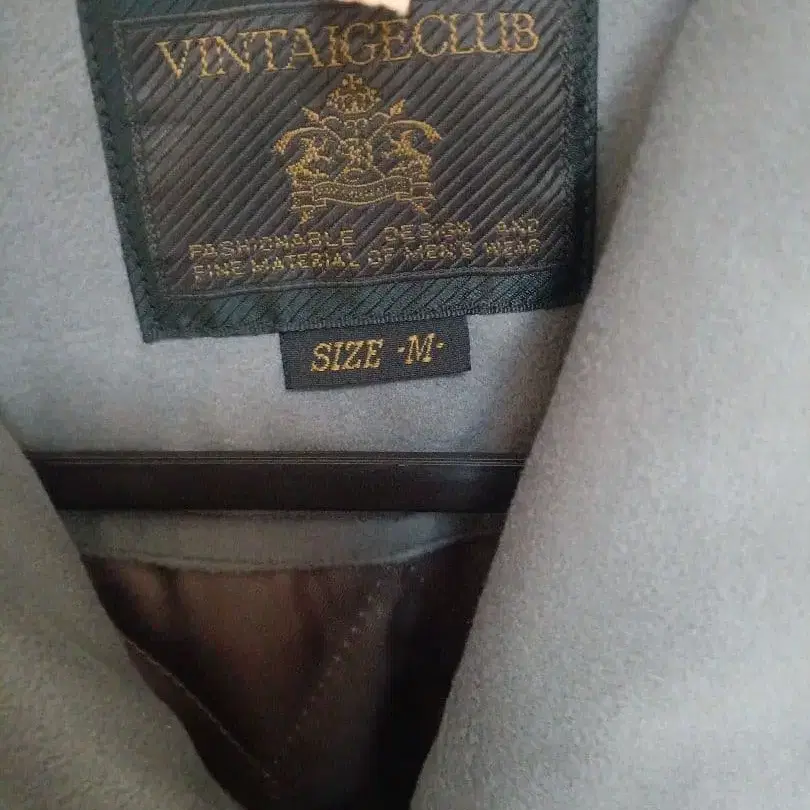 VINTAIGECLUB
FASHIONABLE DESIGN AND
FINE MATERIAL OF MEN'S WEAR
SIZE -M-